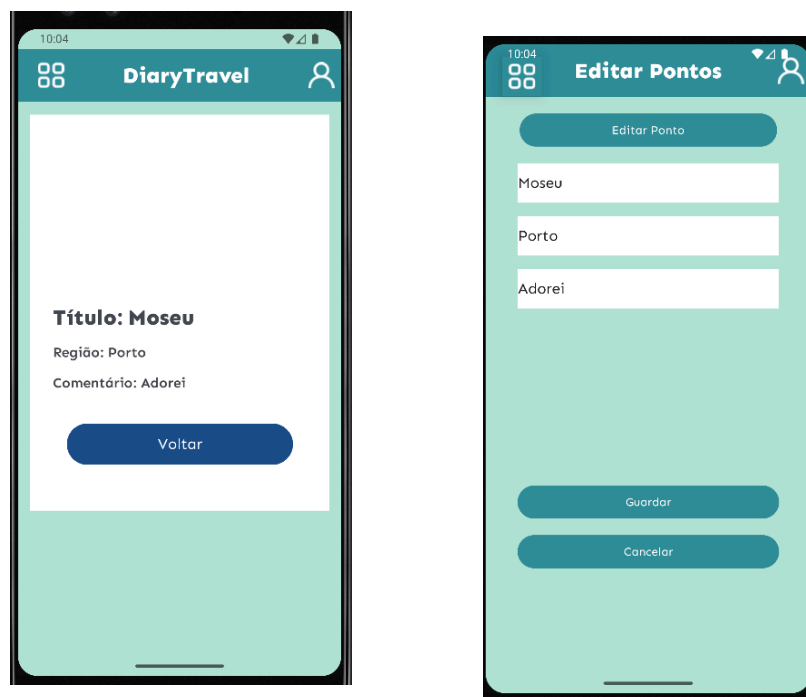 10:04
DiaryTravel
Título: Moseu
Região: Porto
Comentário: Adorei
Voltar
10:04
Editar Pontos
Editar Ponto
Moseu
Porto
Adorei
Guardar
Cancelar